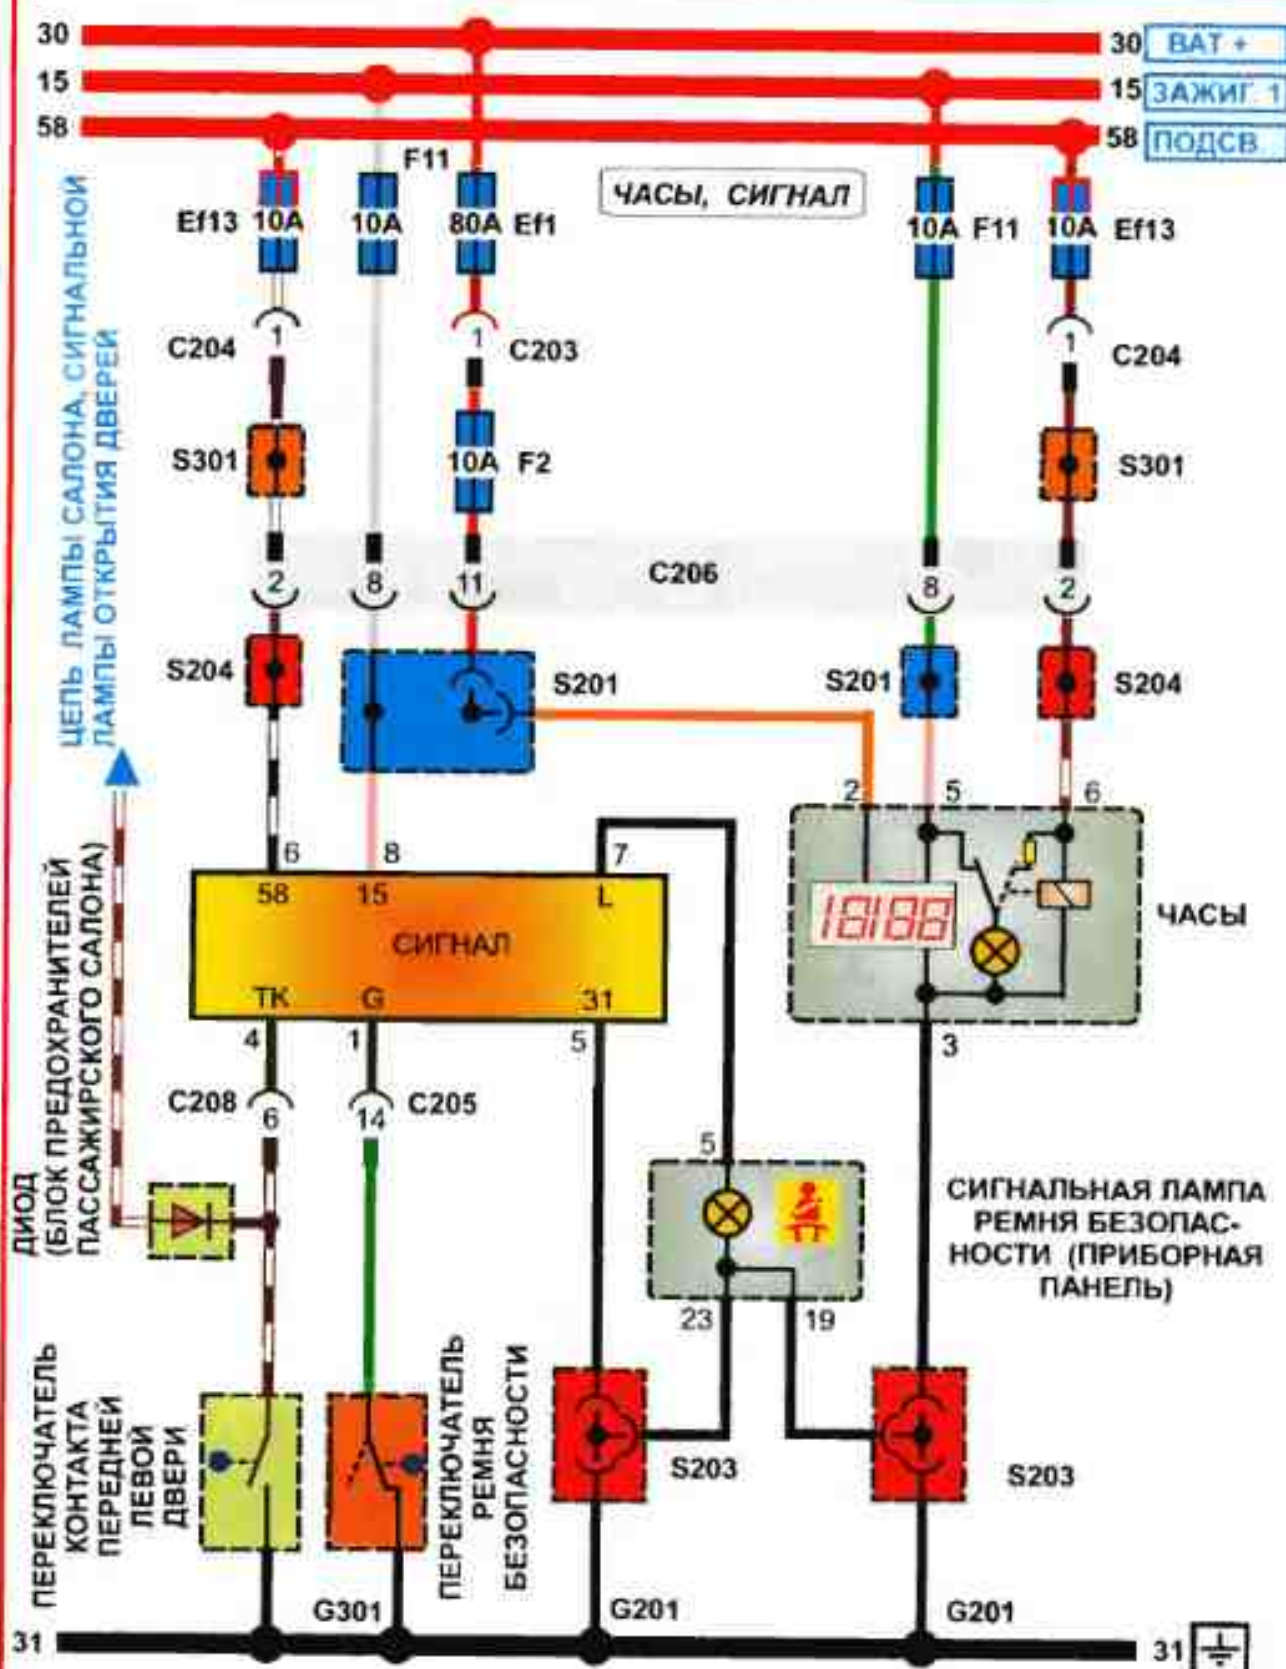 30
30 BAT +
15
15 ЗАЖИГ. 1
58
58 ПОДСВ.
ЧАСЫ, СИГНАЛ
F11
Ef13 10A
10A
80A Ef1
10A F11
10A Ef13
C204 1
1 C203
1 C204
S301
10A F2
S301
2
8
11
C206
8
2
S204
S201
S201
S204
ЦЕПЬ ЛАМПЫ САЛОНА, СИГНАЛЬНОЙ
ЛАМПЫ ОТКРЫТИЯ ДВЕРЕЙ
2
5
6
6
8
7
58
15
L
СИГНАЛ
18188
ЧАСЫ
TK
G
31
4
1
5
3
C208 6
14 C205
ДИОД
(БЛОК ПРЕДОХРАНИТЕЛЕЙ
ПАССАЖИРСКОГО САЛОНА)
5
23
19
СИГНАЛЬНАЯ ЛАМПА
РЕМНЯ БЕЗОПАС-
НОСТИ (ПРИБОРНАЯ
ПАНЕЛЬ)
ПЕРЕКЛЮЧАТЕЛЬ
КОНТАКТА
ПЕРЕДНЕЙ
ЛЕВОЙ
ДВЕРИ
ПЕРЕКЛЮЧАТЕЛЬ
РЕМНЯ
БЕЗОПАСНОСТИ
S203
S203
G301
G201
G201
31
31